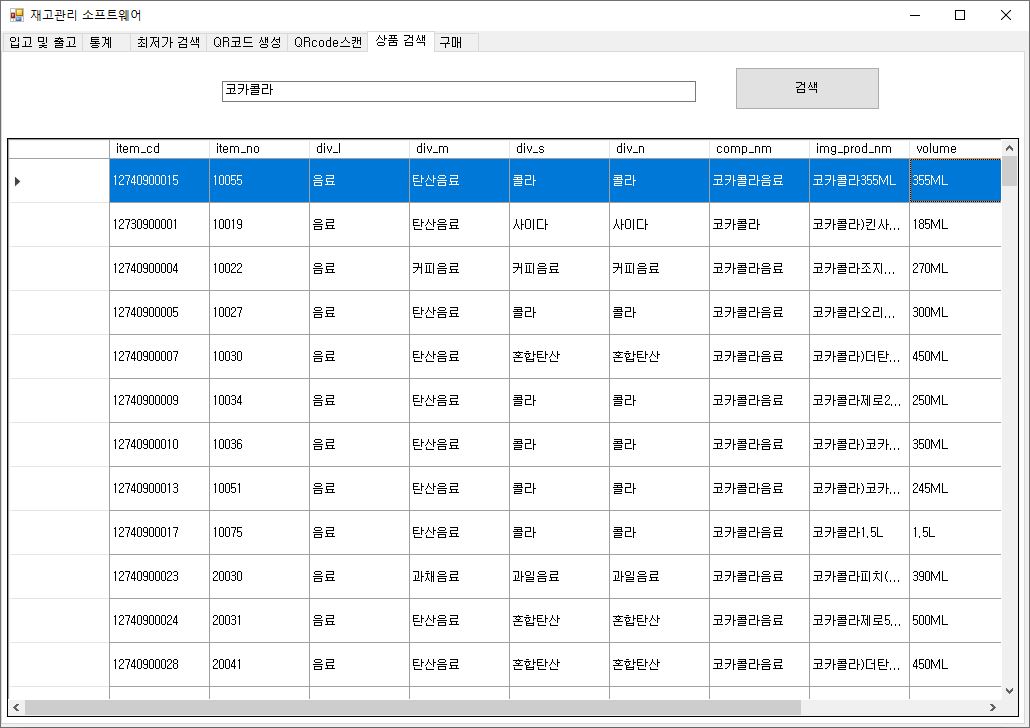 재고관리 소프트웨어
입고 및 출고 통계 최저가 검색 QR코드 생성 QRcode스캔 상품 검색 구매
코카콜라 검색
item_cd item_no div_l div_m div_s div_n comp_nm img_prod_nm volume
12740900015 10055 음료 탄산음료 콜라 콜라 코카콜라음료 코카콜라355ML 355ML
12730900001 10019 음료 탄산음료 사이다 사이다 코카콜라 코카콜라)킨사... 185ML
12740900004 10022 음료 커피음료 커피음료 커피음료 코카콜라음료 코카콜라조지... 270ML
12740900005 10027 음료 탄산음료 콜라 콜라 코카콜라음료 코카콜라오리... 300ML
12740900007 10030 음료 탄산음료 혼합탄산 혼합탄산 코카콜라음료 코카콜라)더탄... 450ML
12740900009 10034 음료 탄산음료 콜라 콜라 코카콜라음료 코카콜라제로2... 250ML
12740900010 10036 음료 탄산음료 콜라 콜라 코카콜라음료 코카콜라)코카... 350ML
12740900013 10051 음료 탄산음료 콜라 콜라 코카콜라음료 코카콜라)코카... 245ML
12740900017 10075 음료 탄산음료 콜라 콜라 코카콜라음료 코카콜라1.5L 1.5L
12740900023 20030 음료 과채음료 과일음료 과일음료 코카콜라음료 코카콜라피치(... 390ML
12740900024 20031 음료 탄산음료 혼합탄산 혼합탄산 코카콜라음료 코카콜라제로5... 500ML
12740900028 20041 음료 탄산음료 혼합탄산 혼합탄산 코카콜라음료 코카콜라)더탄... 450ML